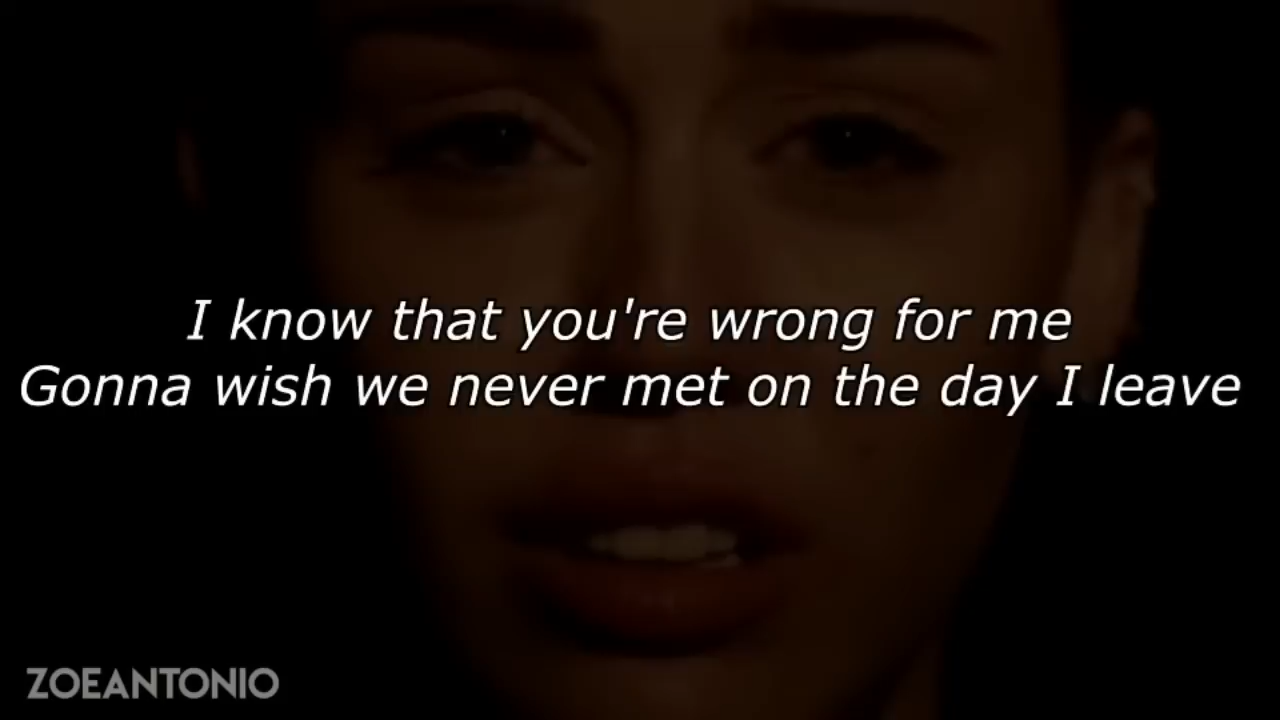 I know that you're wrong for me
Gonna wish we never met on the day I leave
ZOEANTONIO